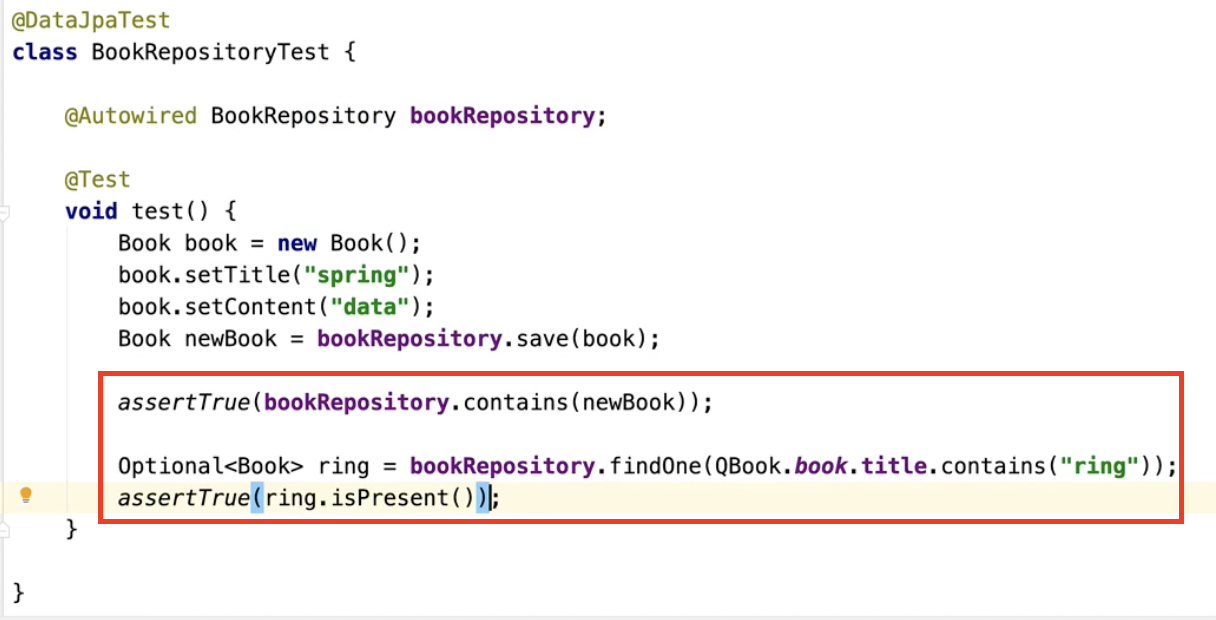 @DataJpaTest
class BookRepositoryTest {
@Autowired BookRepository bookRepository;
@Test
void test() {
Book book = new Book();
book.setTitle("spring");
book.setContent("data");
Book newBook = bookRepository.save(book);
assertTrue(bookRepository.contains(newBook));
Optional<Book> ring = bookRepository.findOne(QBook.book.title.contains("ring"));
assertTrue(ring.isPresent());
}
}